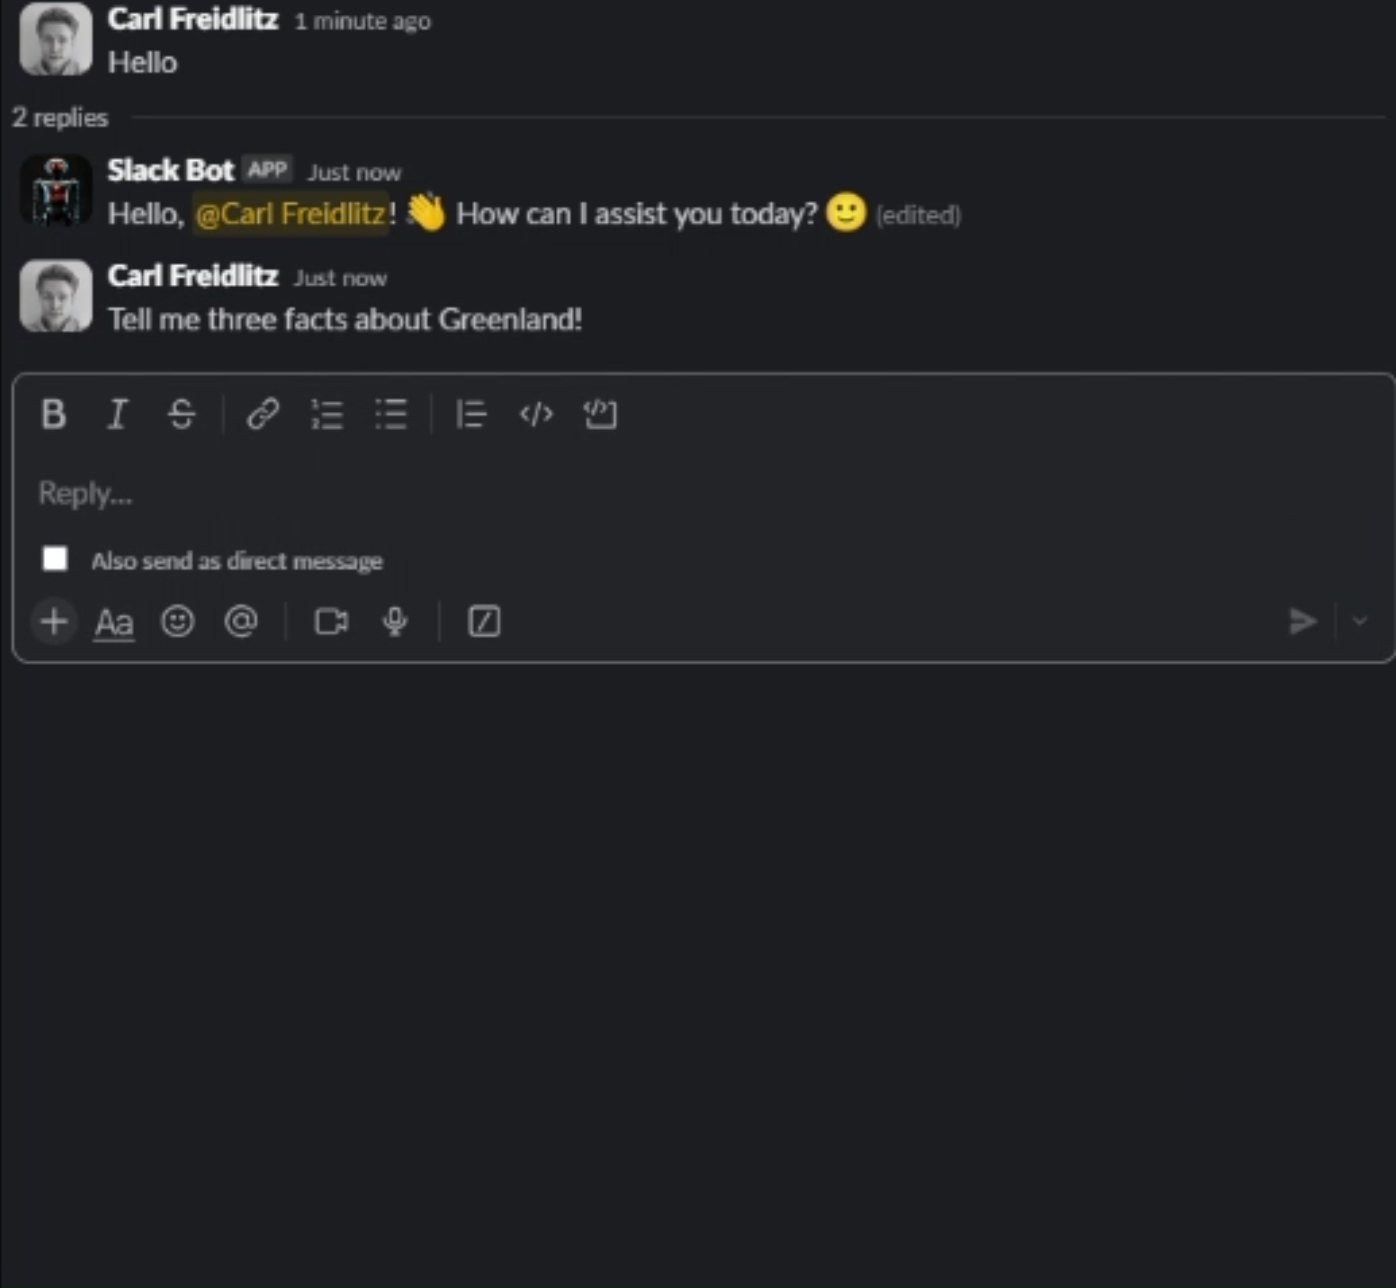 Carl Freidlitz 1 minute ago
Hello
2 replies
Slack Bot APP Just now
Hello, @Carl Freidlitz! 👋 How can I assist you today? 🙂 (edited)
Carl Freidlitz Just now
Tell me three facts about Greenland!
Reply...
Also send as direct message
Aa